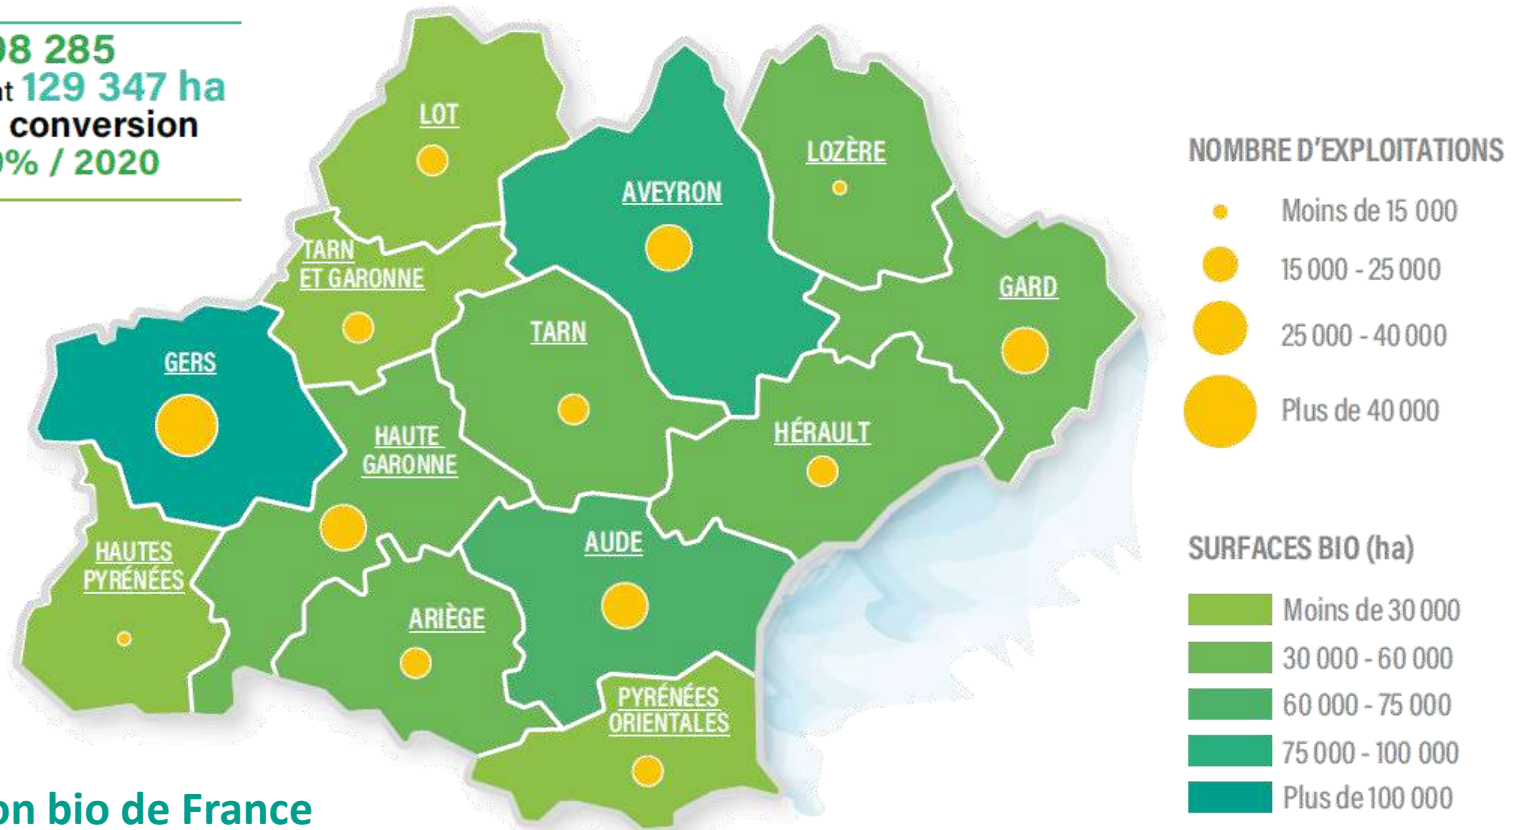 98 285
nt 129 347 ha
conversion
9% / 2020
LOT
AVEYRON
LOZÈRE
TARN
ET GARONNE
GARD
GERS
TARN
HAUTE
GARONNE
HÉRAULT
HAUTES
PYRÉNÉES
AUDE
ARIÈGE
PYRÉNÉES
ORIENTALES
on bio de France
NOMBRE D'EXPLOITATIONS
Moins de 15 000
15 000 - 25 000
25 000 - 40 000
Plus de 40 000
SURFACES BIO (ha)
Moins de 30 000
30 000 - 60 000
60 000 - 75 000
75 000 - 100 000
Plus de 100 000